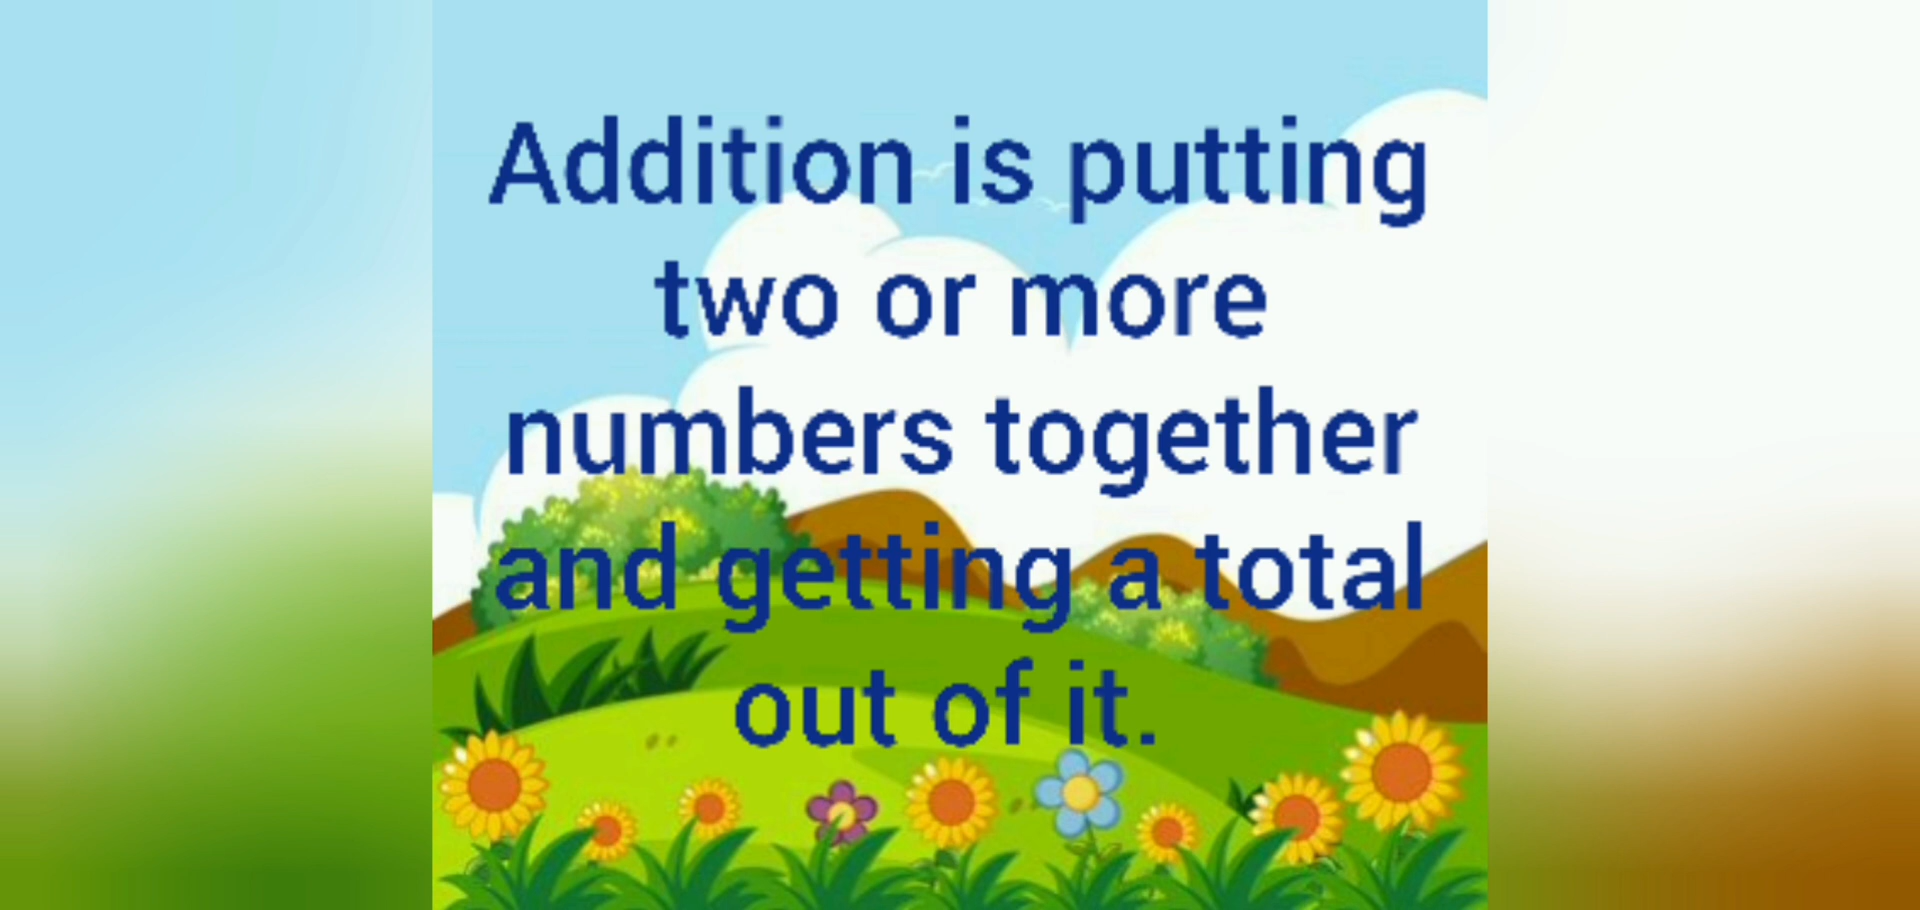 Addition is putting
two or more
numbers together
and getting a total
out of it.